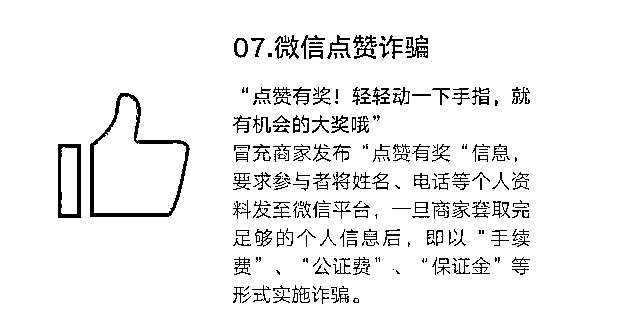 07.微信点赞诈骗
“点赞有奖！轻轻动一下手指，就
有机会的大奖哦”
冒充商家发布“点赞有奖“信息，
要求参与者将姓名、电话等个人资
料发至微信平台，一旦商家套取完
足够的个人信息后，即以“手续
费”、“公证费”、“保证金”等
形式实施诈骗。